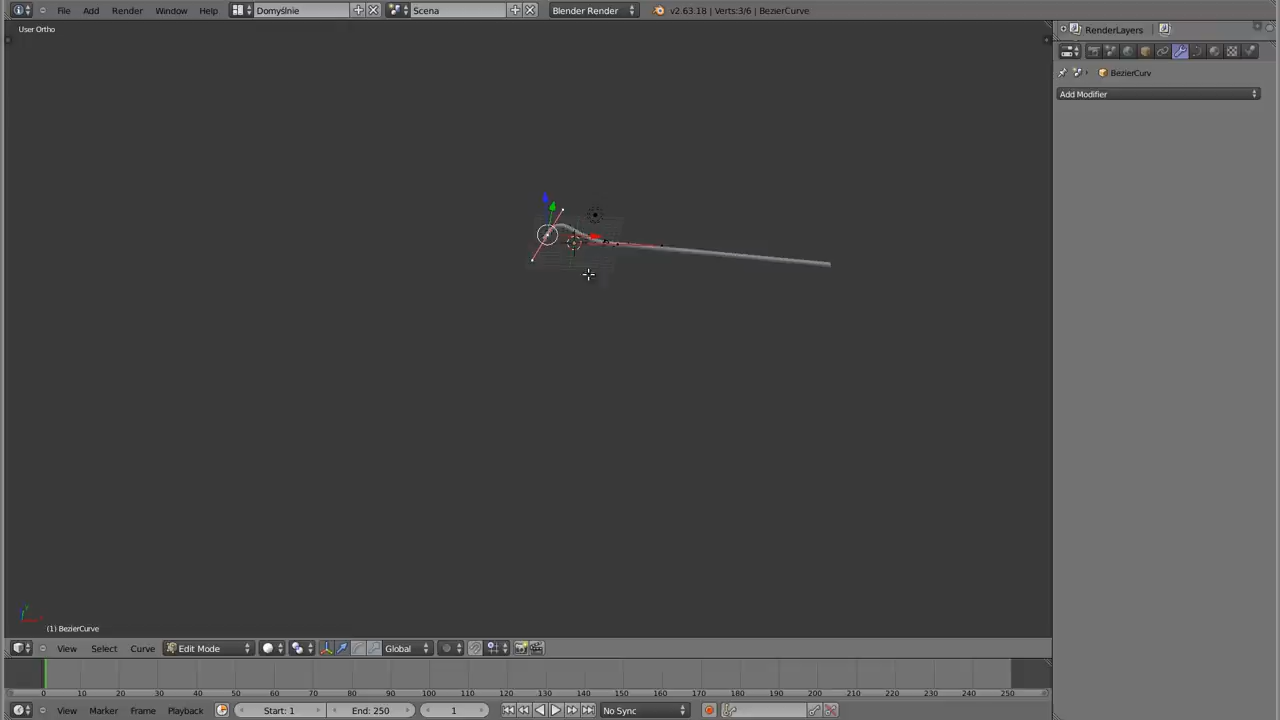 File Add Render Window Help Domyślnie Scena Blender Render v2.63.18 | Verts:3/6 | BezierCurve
User Ortho
RenderLayers
BezierCurv
Add Modifier
(1) BezierCurve
View Select Curve Edit Mode Global
0 10 20 30 40 50 60 70 80 90 100 110 120 130 140 150 160 170 180 190 200 210 220 230 240 250
View Marker Frame Playback Start: 1 End: 250 1 No Sync